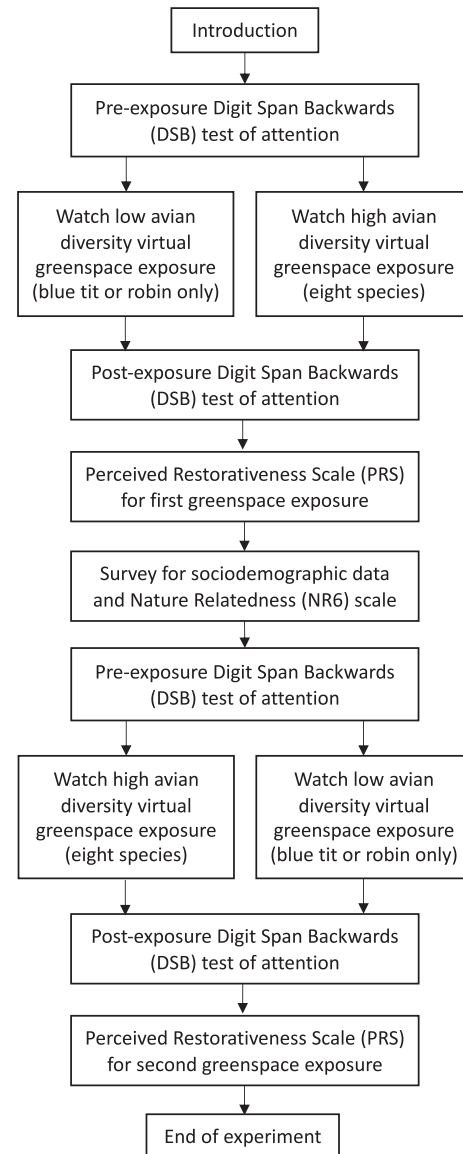 Introduction
Pre-exposure Digit Span Backwards
(DSB) test of attention
Watch low avian
diversity virtual
greenspace exposure
(blue tit or robin only)
Watch high avian
diversity virtual
greenspace exposure
(eight species)
Post-exposure Digit Span Backwards
(DSB) test of attention
Perceived Restorativeness Scale (PRS)
for first greenspace exposure
Survey for sociodemographic data
and Nature Relatedness (NR6) scale
Pre-exposure Digit Span Backwards
(DSB) test of attention
Watch high avian
diversity virtual
greenspace exposure
(eight species)
Watch low avian
diversity virtual
greenspace exposure
(blue tit or robin only)
Post-exposure Digit Span Backwards
(DSB) test of attention
Perceived Restorativeness Scale (PRS)
for second greenspace exposure
End of experiment